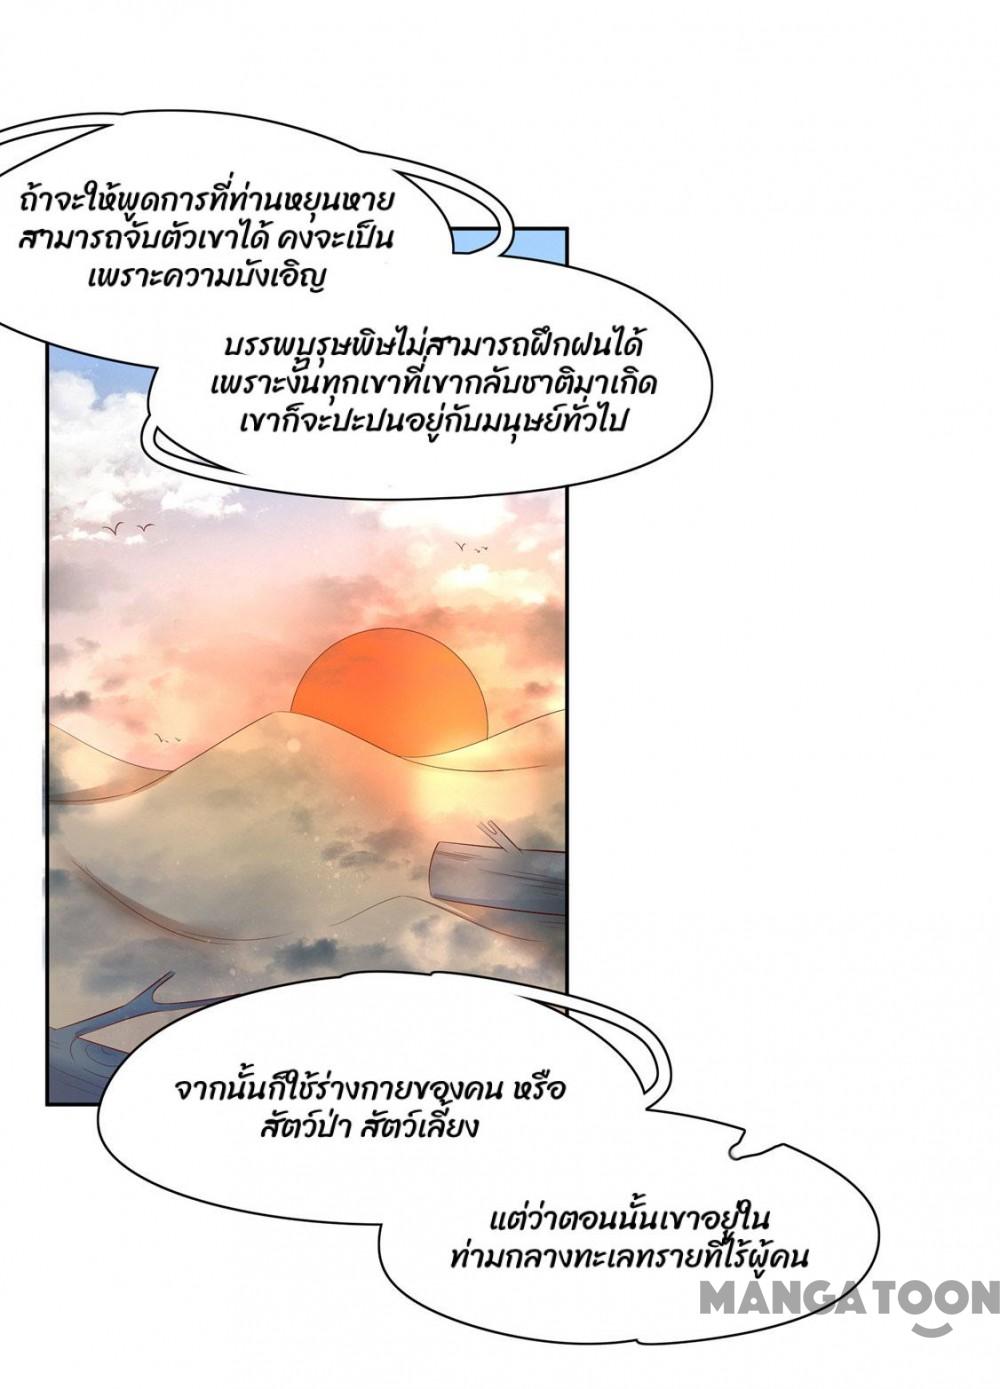 ถ้าจะให้พูดการที่ท่านหยุนหาย
สามารถจับตัวเขาได้ คงจะเป็น
เพราะความบังเอิญ
บรรพบุรุษพิษไม่สามารถฝึกฝนได้
เพราะงั้นทุกเขาที่เขากลับชาติมาเกิด
เขาก็จะปะปนอยู่กับมนุษย์ทั่วไป
จากนั้นก็ใช้ร่างกายของคน หรือ
สัตว์ป่า สัตว์เลี้ยง
แต่ว่าตอนนั้นเขาอยู่ใน
ท่ามกลางทะเลทรายที่ไร้ผู้คน
MANGATOON